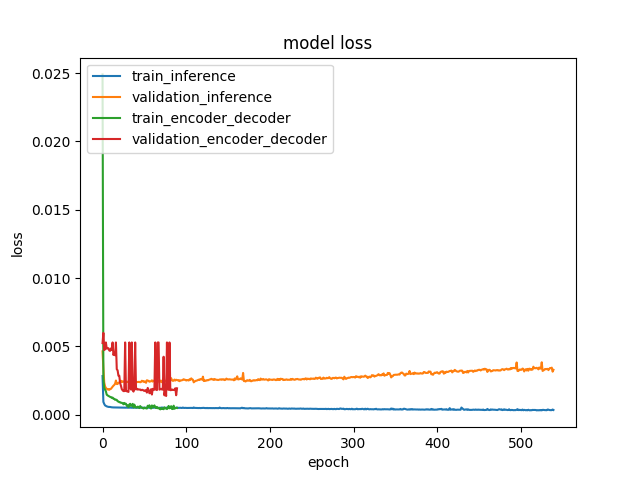 model loss
train_inference
validation_inference
train_encoder_decoder
validation_encoder_decoder
0.025
0.020
0.015
0.010
0.005
0.000
loss
0
100
200
300
400
500
epoch